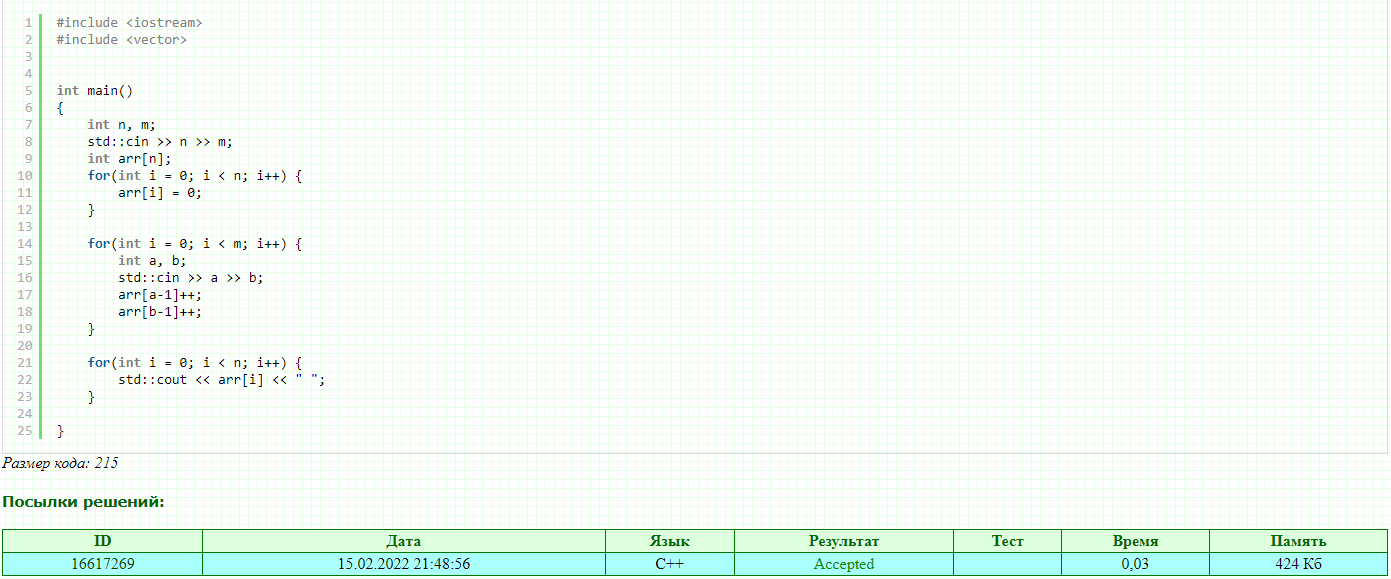 1 #include <iostream>
2 #include <vector>
3
4
5 int main()
6 {
7     int n, m;
8     std::cin >> n >> m;
9     int arr[n];
10     for(int i = 0; i < n; i++) {
11         arr[i] = 0;
12     }
13
14     for(int i = 0; i < m; i++) {
15         int a, b;
16         std::cin >> a >> b;
17         arr[a-1]++;
18         arr[b-1]++;
19     }
20
21     for(int i = 0; i < n; i++) {
22         std::cout << arr[i] << " ";
23     }
24
25 }
Размер кода: 215
Посылки решений:
ID Дата Язык Результат Тест Время Память
16617269 15.02.2022 21:48:56 C++ Accepted 0,03 424 Кб